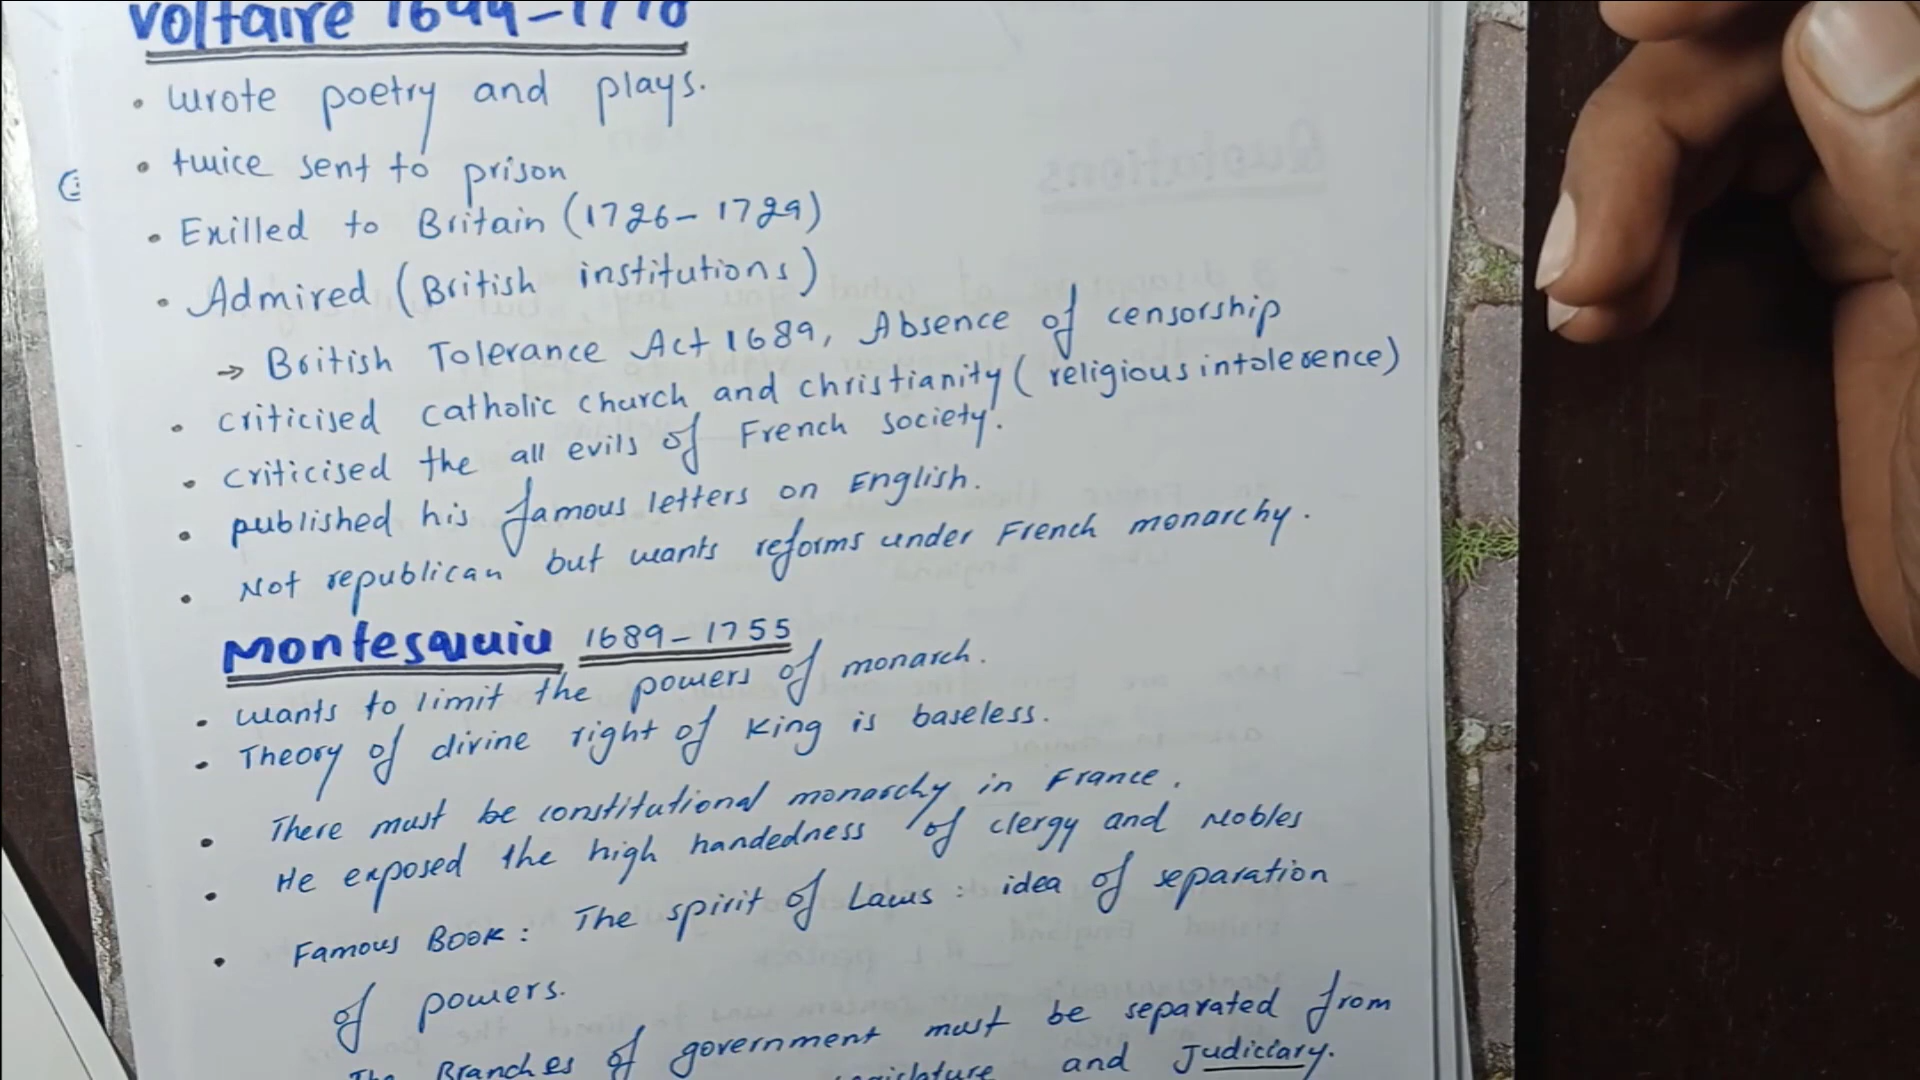 Voltaire 1694-1778
• wrote poetry and plays.
• twice sent to prison
• Exilled to Britain (1726-1729)
• Admired (British institutions)
→ British Tolerance Act 1689, Absence of censorship
• criticised catholic church and christianity (religious intolerence)
• criticised the all evils of French society.
• published his famous letters on English.
• Not republican but wants reforms under French monarchy.
Montesquiu 1689-1755
• wants to limit the powers of monarch.
• Theory of divine right of King is baseless.
• There must be constitutional monarchy in France.
• He exposed the high handedness of clergy and Nobles
• Famous Book: The spirit of Laws: idea of separation
of powers.
The Branches of government must be separated from
and Judiciary.